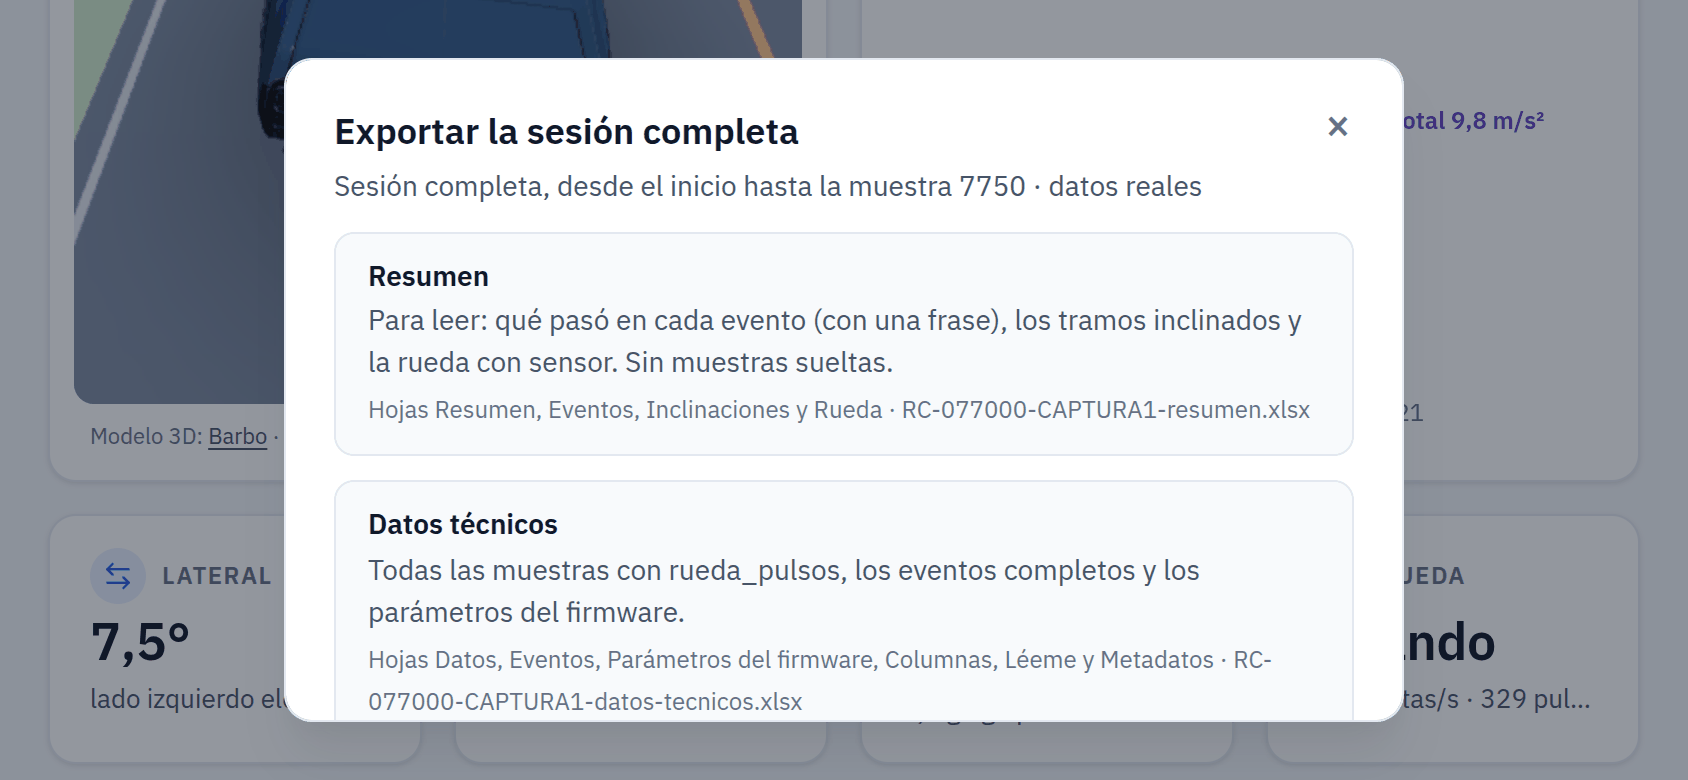 Exportar la sesión completa
×
Sesión completa, desde el inicio hasta la muestra 7750 · datos reales
Resumen
Para leer: qué pasó en cada evento (con una frase), los tramos inclinados y
la rueda con sensor. Sin muestras sueltas.
Hojas Resumen, Eventos, Inclinaciones y Rueda · RC-077000-CAPTURA1-resumen.xlsx
Datos técnicos
Todas las muestras con rueda_pulsos, los eventos completos y los
parámetros del firmware.
Hojas Datos, Eventos, Parámetros del firmware, Columnas, Léeme y Metadatos · RC-
077000-CAPTURA1-datos-tecnicos.xlsx
otal 9,8 m/s²
21
Modelo 3D: Barbo ·
LATERAL
7,5°
lado izquierdo el
UEDA
ndo
tas/s · 329 pul...